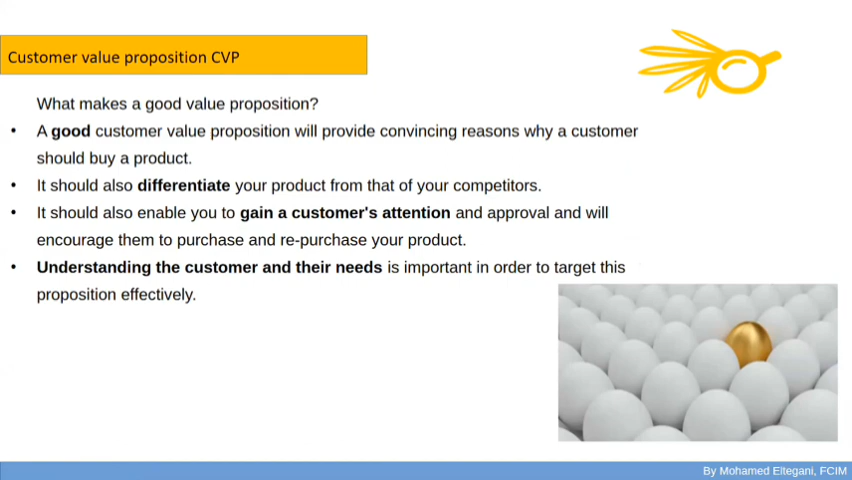 Customer value proposition CVP
What makes a good value proposition?
• A good customer value proposition will provide convincing reasons why a customer
should buy a product.
• It should also differentiate your product from that of your competitors.
• It should also enable you to gain a customer's attention and approval and will
encourage them to purchase and re-purchase your product.
• Understanding the customer and their needs is important in order to target this
proposition effectively.
By Mohamed Eltegani, FCIM